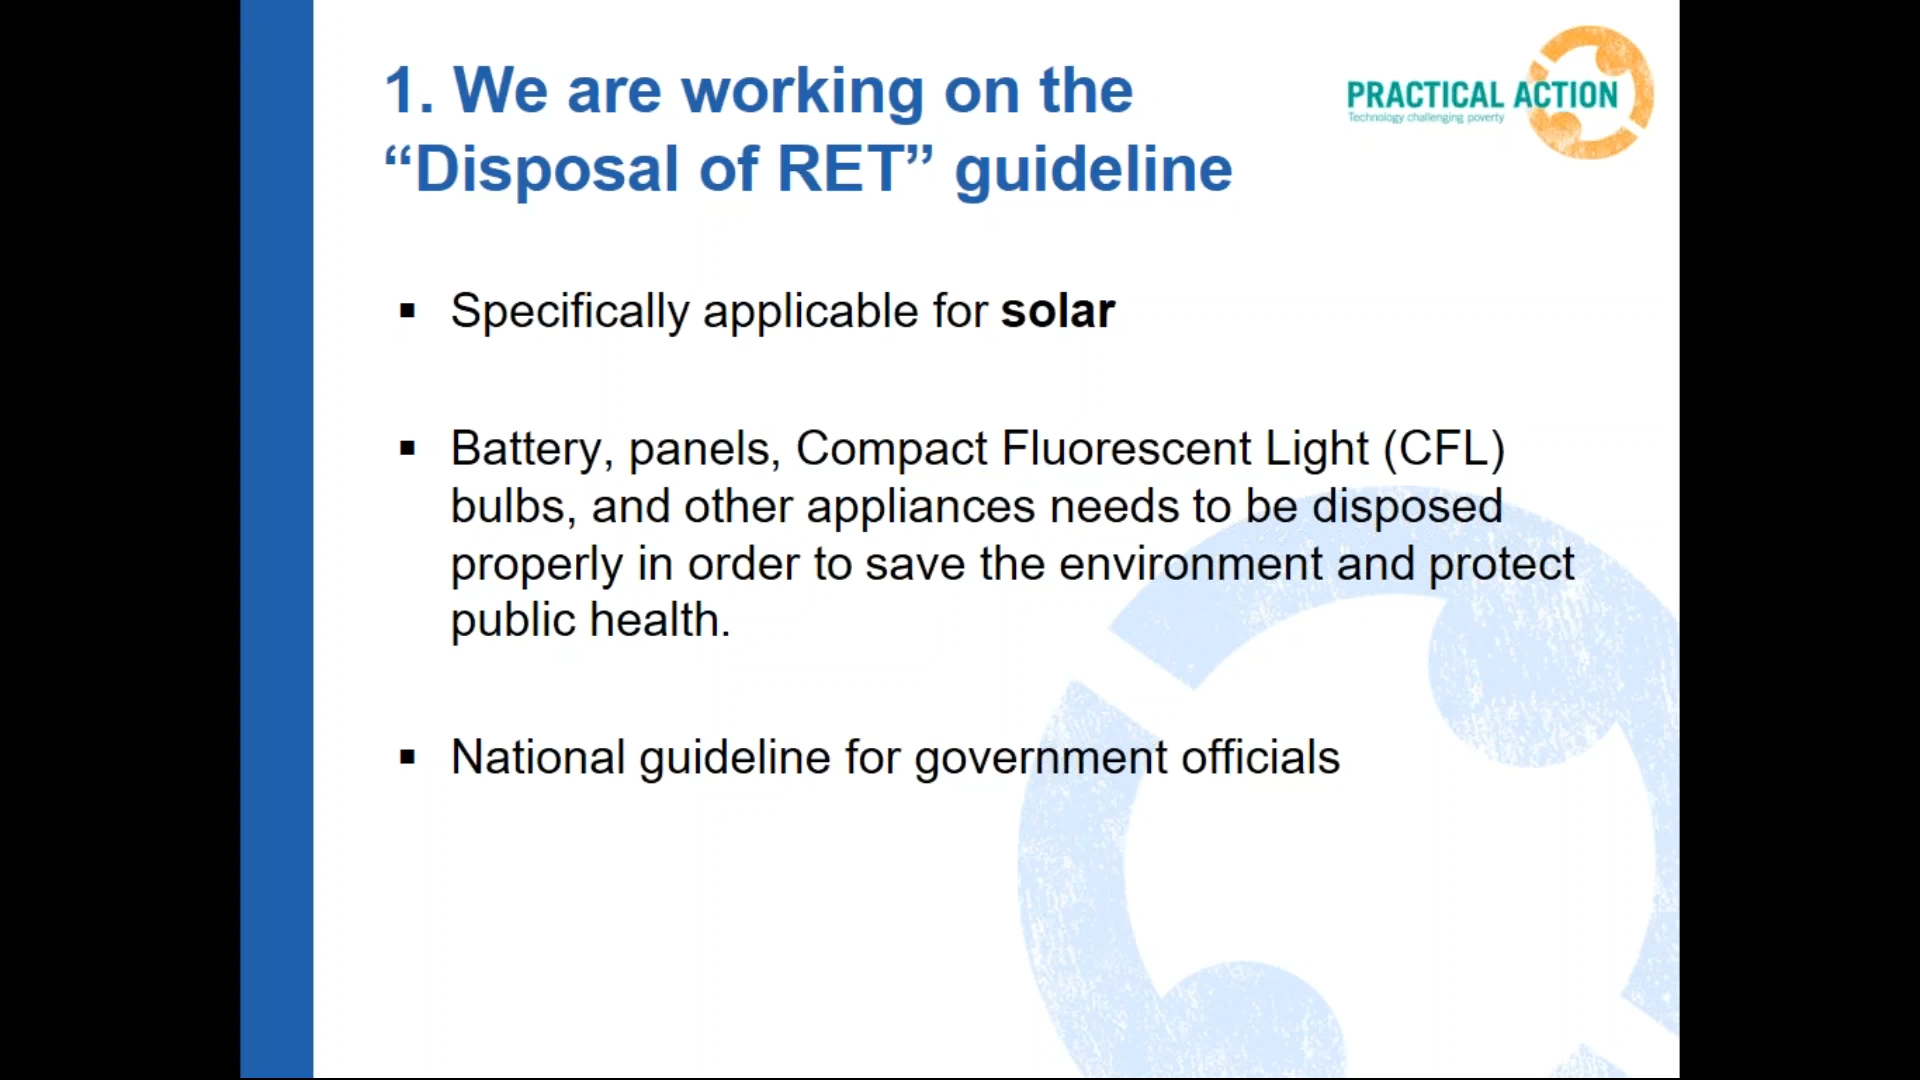 1. We are working on the
“Disposal of RET” guideline
PRACTICAL ACTION
Technology challenging poverty
▪ Specifically applicable for solar
▪ Battery, panels, Compact Fluorescent Light (CFL)
bulbs, and other appliances needs to be disposed
properly in order to save the environment and protect
public health.
▪ National guideline for government officials